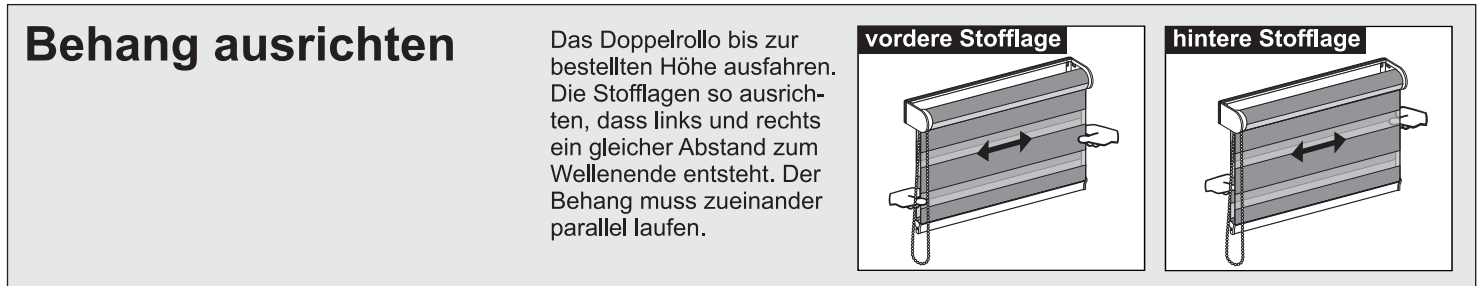 Behang ausrichten
Das Doppelrollo bis zur
bestellten Höhe ausfahren.
Die Stofflagen so ausrich-
ten, dass links und rechts
ein gleicher Abstand zum
Wellenende entsteht. Der
Behang muss zueinander
parallel laufen.
vordere Stofflage
hintere Stofflage